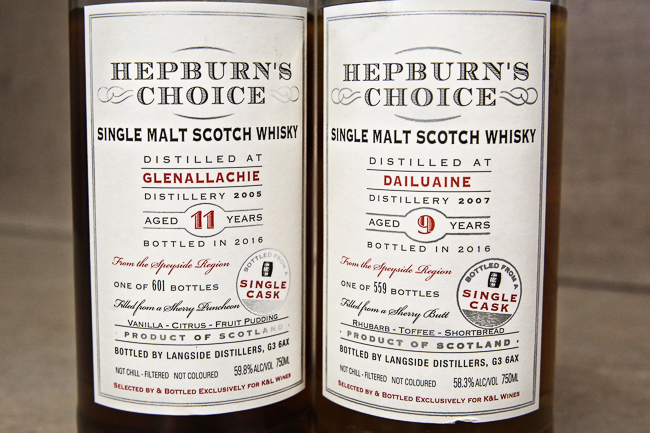 HEPBURN'S
CHOICE
SINGLE MALT SCOTCH WHISKY
DISTILLED AT
GLENALLACHIE
DISTILLERY 2005
AGED 11 YEARS
BOTTLED IN 2016
From the Speyside Region
ONE OF 601 BOTTLES
Filled from a Sherry Puncheon
BOTTLED FROM A
SINGLE
CASK
VANILLA - CITRUS - FRUIT PUDDING
· PRODUCT OF SCOTLAND ·
BOTTLED BY LANGSIDE DISTILLERS, G3 6AX
NOT CHILL - FILTERED NOT COLOURED 59.8% ALC/VOL 750ML
SELECTED BY & BOTTLED EXCLUSIVELY FOR K&L WINES
HEPBURN'S
CHOICE
SINGLE MALT SCOTCH WHISKY
DISTILLED AT
DAILUAINE
DISTILLERY 2007
AGED 9 YEARS
BOTTLED IN 2016
From the Speyside Region
ONE OF 559 BOTTLES
Filled from a Sherry Butt
BOTTLED FROM A
SINGLE
CASK
RHUBARB - TOFFEE - SHORTBREAD
· PRODUCT OF SCOTLAND ·
BOTTLED BY LANGSIDE DISTILLERS, G3 6AX
NOT CHILL - FILTERED NOT COLOURED 58.3% ALC/VOL 750ML
SELECTED BY & BOTTLED EXCLUSIVELY FOR K&L WINES